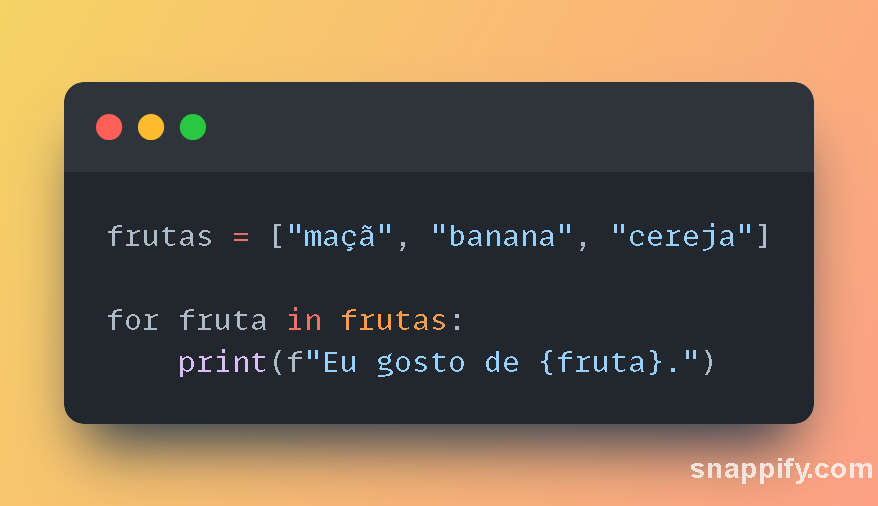 frutas = ["maçã", "banana", "cereja"]
for fruta in frutas:
    print(f"Eu gosto de {fruta}.")
snappify.com